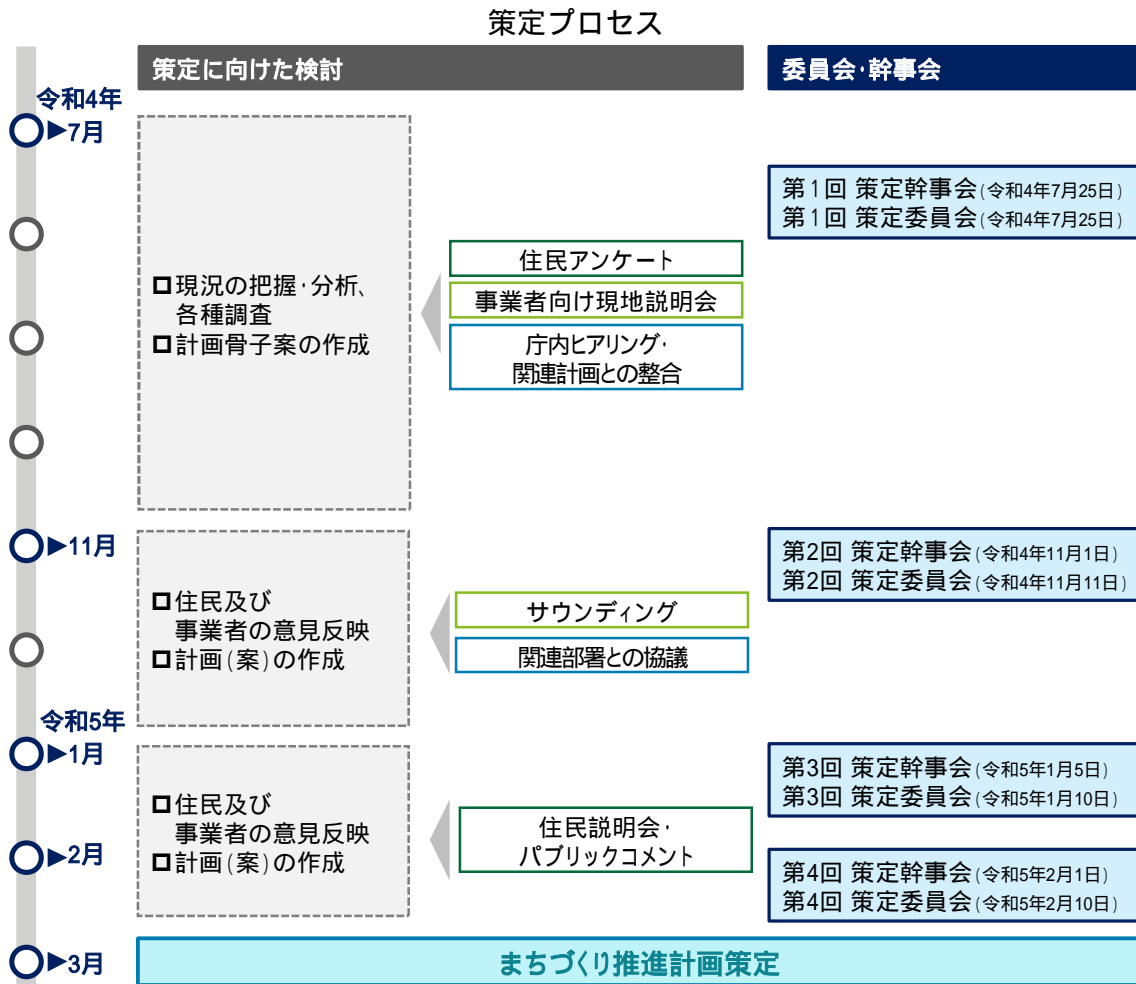 策定プロセス
策定に向けた検討
委員会・幹事会
令和4年
▶7月
第1回 策定幹事会(令和4年7月25日)
第1回 策定委員会(令和4年7月25日)
現況の把握・分析、
各種調査
計画骨子案の作成
住民アンケート
事業者向け現地説明会
庁内ヒアリング・
関連計画との整合
▶11月
第2回 策定幹事会(令和4年11月1日)
第2回 策定委員会(令和4年11月11日)
住民及び
事業者の意見反映
計画(案)の作成
サウンディング
関連部署との協議
令和5年
▶1月
第3回 策定幹事会(令和5年1月5日)
第3回 策定委員会(令和5年1月10日)
住民及び
事業者の意見反映
計画(案)の作成
住民説明会・
パブリックコメント
▶2月
第4回 策定幹事会(令和5年2月1日)
第4回 策定委員会(令和5年2月10日)
▶3月
まちづくり推進計画策定